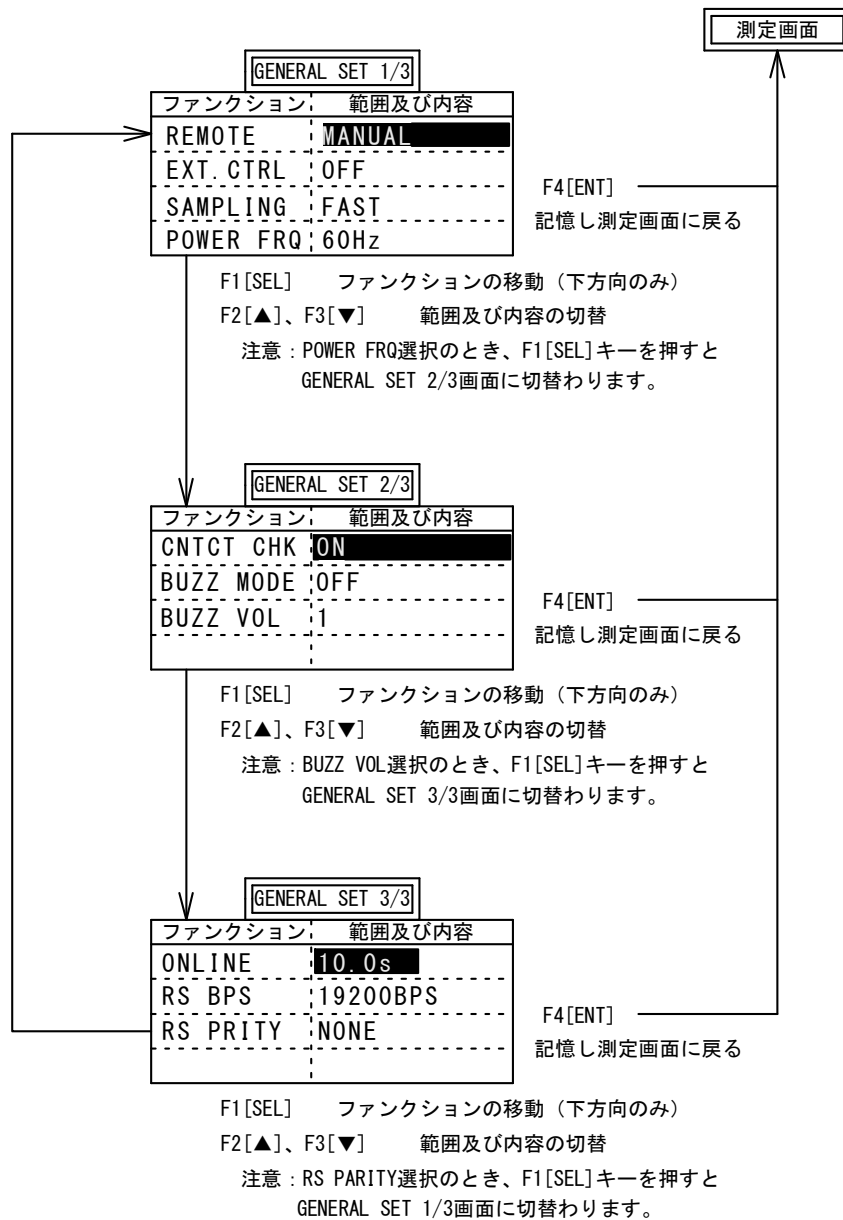 測定画面
GENERAL SET 1/3
ファンクション 範囲及び内容
REMOTE MANUAL
EXT.CTRL OFF
SAMPLING FAST
POWER FRQ 60Hz
F4[ENT]
記憶し測定画面に戻る
F1[SEL] ファンクションの移動（下方向のみ）
F2[▲]、F3[▼] 範囲及び内容の切替
注意：POWER FRQ選択のとき、F1[SEL]キーを押すと
GENERAL SET 2/3画面に切替わります。
GENERAL SET 2/3
ファンクション 範囲及び内容
CNTCT CHK ON
BUZZ MODE OFF
BUZZ VOL 1
F4[ENT]
記憶し測定画面に戻る
F1[SEL] ファンクションの移動（下方向のみ）
F2[▲]、F3[▼] 範囲及び内容の切替
注意：BUZZ VOL選択のとき、F1[SEL]キーを押すと
GENERAL SET 3/3画面に切替わります。
GENERAL SET 3/3
ファンクション 範囲及び内容
ONLINE 10.0s
RS BPS 19200BPS
RS PRITY NONE
F4[ENT]
記憶し測定画面に戻る
F1[SEL] ファンクションの移動（下方向のみ）
F2[▲]、F3[▼] 範囲及び内容の切替
注意：RS PARITY選択のとき、F1[SEL]キーを押すと
GENERAL SET 1/3画面に切替わります。